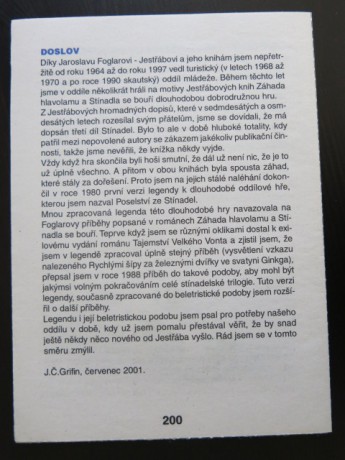 DOSLOV
Díky Jaroslavu Foglarovi - Jestřábovi a jeho knihám jsem nepřetr-
žitě od roku 1964 až do roku 1997 vedl turistický (v letech 1968 až
1970 a po roce 1990 skautský) oddíl mládeže. Během těchto let
jsme v oddíle několikrát hráli na motivy Jestřábových knih Záhada
hlavolamu a Stínadla se bouří dlouhodobou dobrodružnou hru.
Z Jestřábových hromadných dopisů, které v sedmdesátých a osm-
desátých letech rozesílal svým přátelům, jsme se dovídali, že má
dopsán třetí díl Stínadel. Bylo to ale v době hluboké totality, kdy
patřil mezi nepovolené autory se zákazem jakékoliv publikační čin-
nosti, takže jsme nevěřili, že knížka někdy vyjde.
Vždy když hra skončila byli hoši smutní, že dál už není nic, že je to
už úplně všechno. A přitom v obou knihách byla spousta záhad,
které stály za dořešení. Proto jsem na jejich stálé naléhání dokon-
čil v roce 1980 první verzi legendy k dlouhodobé oddílové hře,
kterou jsem nazval Poselství ze Stínadel.
Mnou zpracovaná legenda této dlouhodobé hry navazovala na
Foglarovy příběhy popsané v románech Záhada hlavolamu a Stí-
nadla se bouří. Teprve když jsem se různými oklikami dostal k exi-
lovému vydání románu Tajemství Velkého Vonta a zjistil jsem, že
jsem v legendě zpracoval úplně stejný příběh (vysvětlení vzkazu
nalezeného Rychlými šípy za železnými dvířky ve svatyni Ginkga),
přepsal jsem v roce 1988 příběh do takové podoby, aby mohl být
jakýmsi volným pokračováním celé stínadelské trilogie. Tuto verzi
legendy, současně zpracované do beletristické podoby jsem rozší-
řil o další příběhy.
Legendu i její beletristickou podobu jsem psal pro potřeby našeho
oddílu v době, kdy už jsem pomalu přestával věřit, že by snad
ještě někdy něco nového od Jestřába vyšlo. Rád jsem se v tomto
směru zmýlil.
J.Č.Grifin, červenec 2001.
200